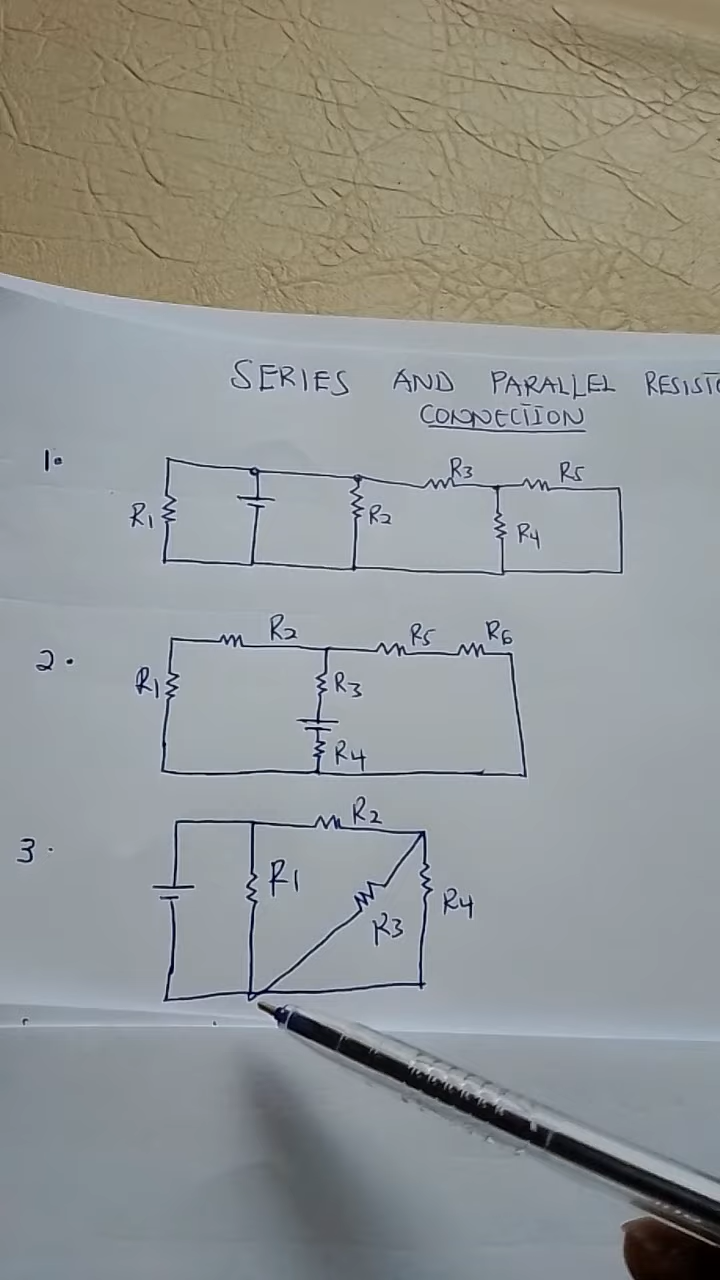 SERIES AND PARALLEL
CONNECTION
1.
R3 R5
R1 R2 R4
R2 R5 R6
2.
R1 R3
R4
R2
3.
R1 R4
R3